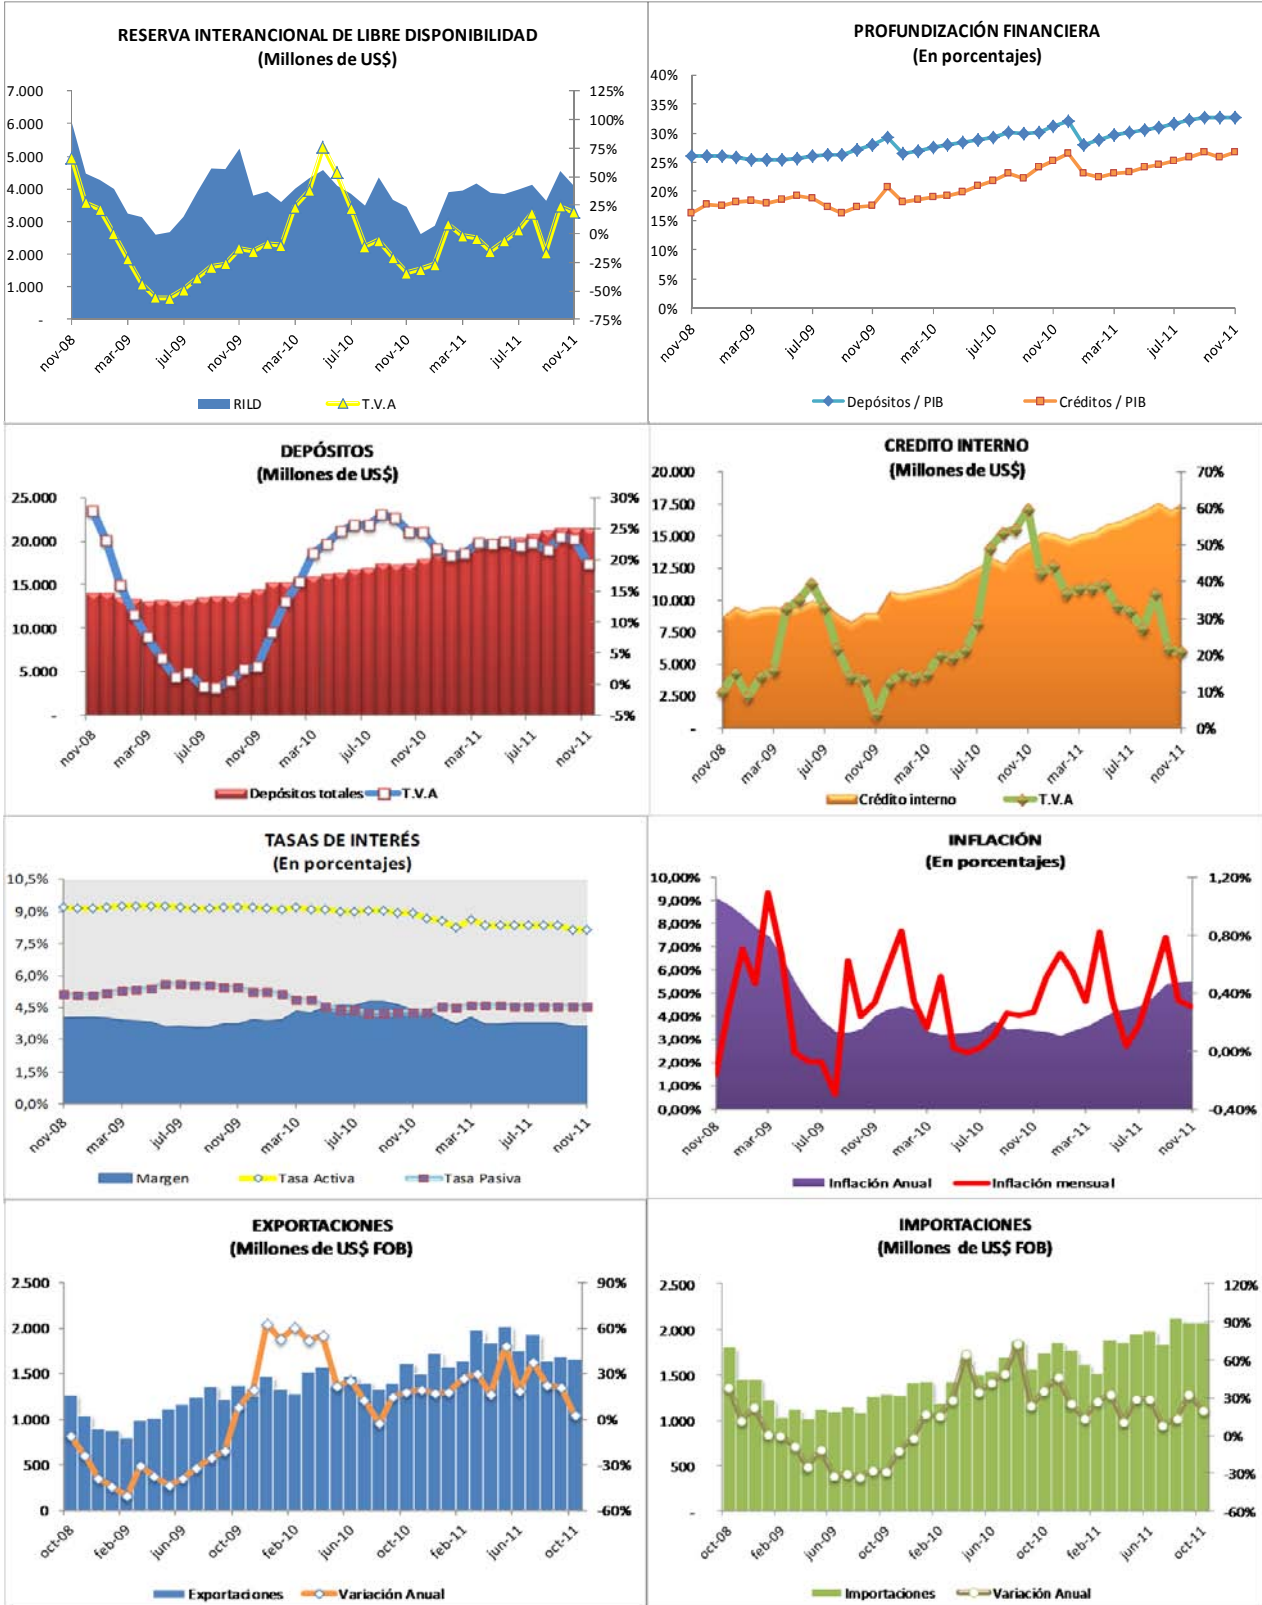 RESERVA INTERANCIONAL DE LIBRE DISPONIBILIDAD
(Millones de US$)
7.000
6.000
5.000
4.000
3.000
2.000
1.000
-
125%
100%
75%
50%
25%
0%
-25%
-50%
-75%
nov-08
mar-09
jul-09
nov-09
mar-10
jul-10
nov-10
mar-11
jul-11
nov-11
RILD
T.V.A
PROFUNDIZACIÓN FINANCIERA
(En porcentajes)
40%
35%
30%
25%
20%
15%
10%
5%
0%
nov-08
mar-09
jul-09
nov-09
mar-10
jul-10
nov-10
mar-11
jul-11
nov-11
Depósitos / PIB
Créditos / PIB
DEPÓSITOS
(Millones de US$)
25.000
20.000
15.000
10.000
5.000
-
30%
25%
20%
15%
10%
5%
0%
-5%
nov-08
mar-09
jul-09
nov-09
mar-10
jul-10
nov-10
mar-11
jul-11
nov-11
Depósitos totales
T.V.A
CREDITO INTERNO
(Millones de US$)
20.000
17.500
15.000
12.500
10.000
7.500
5.000
2.500
-
70%
60%
50%
40%
30%
20%
10%
0%
nov-08
mar-09
jul-09
nov-09
mar-10
jul-10
nov-10
mar-11
jul-11
nov-11
Crédito interno
T.V.A
TASAS DE INTERÉS
(En porcentajes)
10,5%
9,0%
7,5%
6,0%
4,5%
3,0%
1,5%
0,0%
nov-08
mar-09
jul-09
nov-09
mar-10
jul-10
nov-10
mar-11
jul-11
nov-11
Margen
Tasa Activa
Tasa Pasiva
INFLACIÓN
(En porcentajes)
10,00%
9,00%
8,00%
7,00%
6,00%
5,00%
4,00%
3,00%
2,00%
1,00%
0,00%
1,20%
0,80%
0,40%
0,00%
-0,40%
nov-08
mar-09
jul-09
nov-09
mar-10
jul-10
nov-10
mar-11
jul-11
nov-11
Inflación Anual
Inflación mensual
EXPORTACIONES
(Millones de US$ FOB)
2.500
2.000
1.500
1.000
500
0
90%
60%
30%
0%
-30%
-60%
oct-08
feb-09
jun-09
oct-09
feb-10
jun-10
oct-10
feb-11
jun-11
oct-11
Exportaciones
Variación Anual
IMPORTACIONES
(Millones de US$ FOB)
2.500
2.000
1.500
1.000
500
-
120%
90%
60%
30%
0%
-30%
-60%
oct-08
feb-09
jun-09
oct-09
feb-10
jun-10
oct-10
feb-11
jun-11
oct-11
Importaciones
Variación Anual